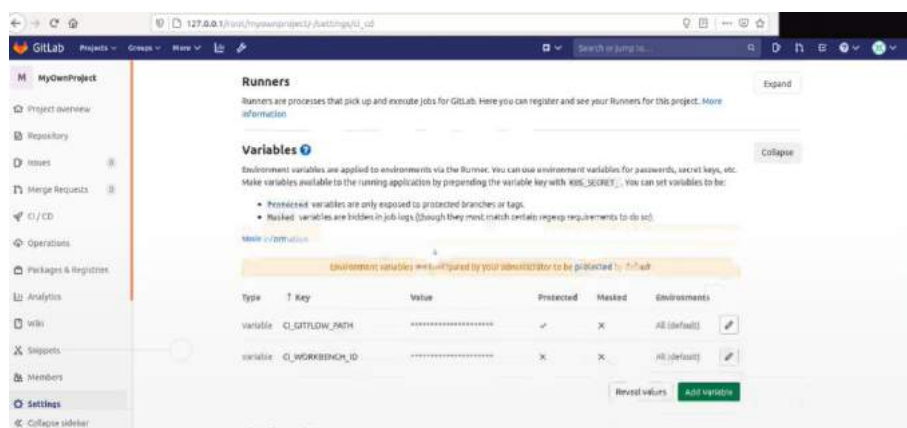 127.0.0.1/root/myownproject/-/settings/ci_cd
GitLab Projects Groups More Search or jump to...
M MyOwnProject
Project overview
Repository
Issues 0
Merge Requests 0
CI / CD
Operations
Packages & Registries
Analytics
Wiki
Snippets
Members
Settings
Collapse sidebar
Runners
Expand
Runners are processes that pick up and execute jobs for GitLab. Here you can register and see your Runners for this project. More
information
Variables
Collapse
Environment variables are applied to environments via the Runner. You can use environment variables for passwords, secret keys, etc.
Make variables available to the running application by prepending the variable key with K8S_SECRET_. You can set variables to be:
Protected variables are only exposed to protected branches or tags.
Masked variables are hidden in job logs (though they must match certain regexp requirements to do so).
More information
Environment variables are configured by your administrator to be protected by default
Type ↑ Key Value Protected Masked Environments
variable CI_GITFLOW_PATH ********************* ✓ ✕ All (default)
variable CI_WORKBENCH_ID ********************* ✕ ✕ All (default)
Reveal values Add Variable